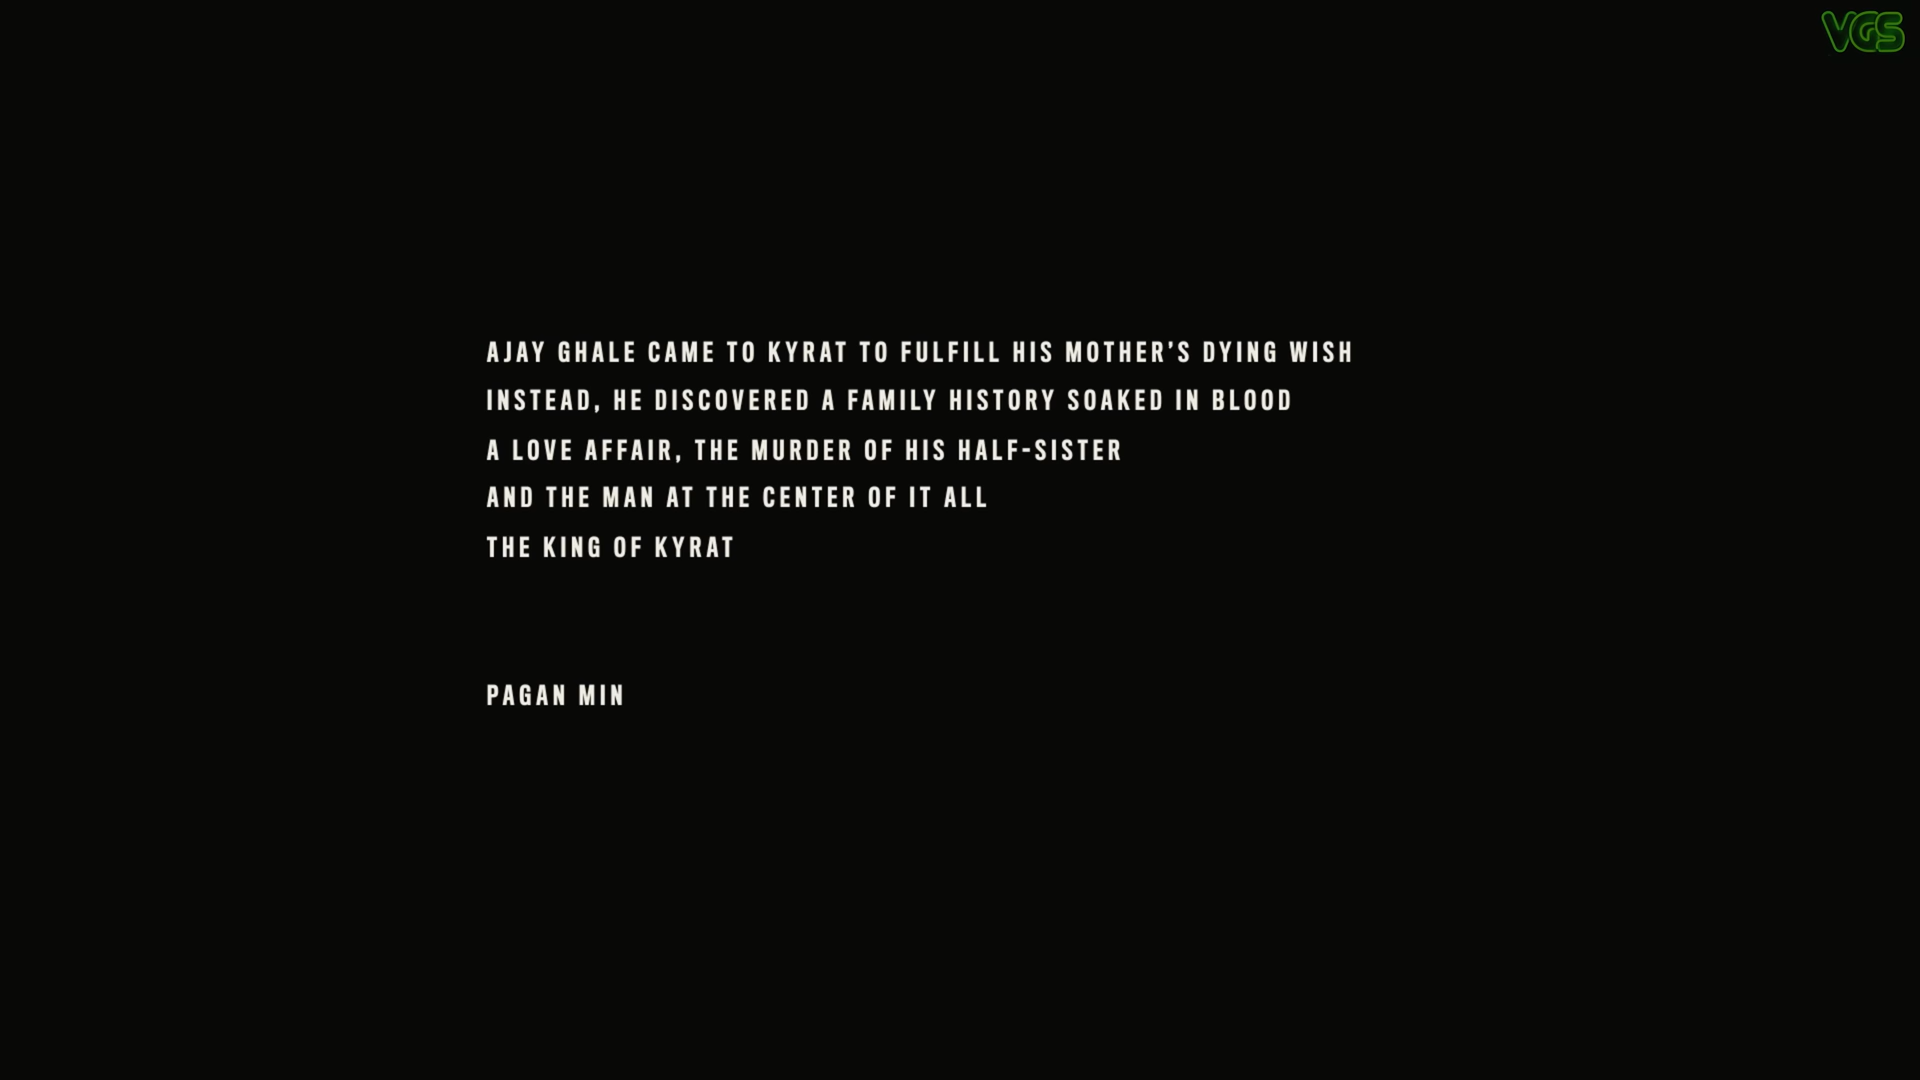 VGS
AJAY GHALE CAME TO KYRAT TO FULFILL HIS MOTHER’S DYING WISH
INSTEAD, HE DISCOVERED A FAMILY HISTORY SOAKED IN BLOOD
A LOVE AFFAIR, THE MURDER OF HIS HALF-SISTER
AND THE MAN AT THE CENTER OF IT ALL
THE KING OF KYRAT
PAGAN MIN